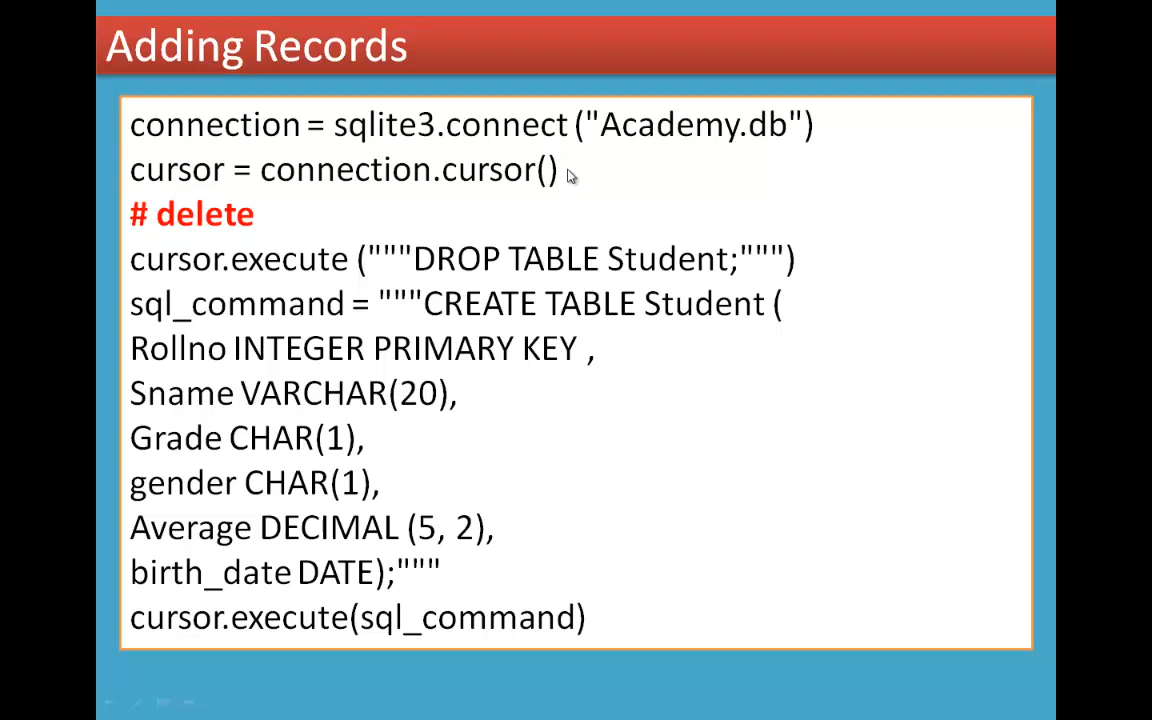 Adding Records
connection = sqlite3.connect ("Academy.db")
cursor = connection.cursor()
# delete
cursor.execute ("""DROP TABLE Student;""")
sql_command = """CREATE TABLE Student (
Rollno INTEGER PRIMARY KEY ,
Sname VARCHAR(20),
Grade CHAR(1),
gender CHAR(1),
Average DECIMAL (5, 2),
birth_date DATE);"""
cursor.execute(sql_command)